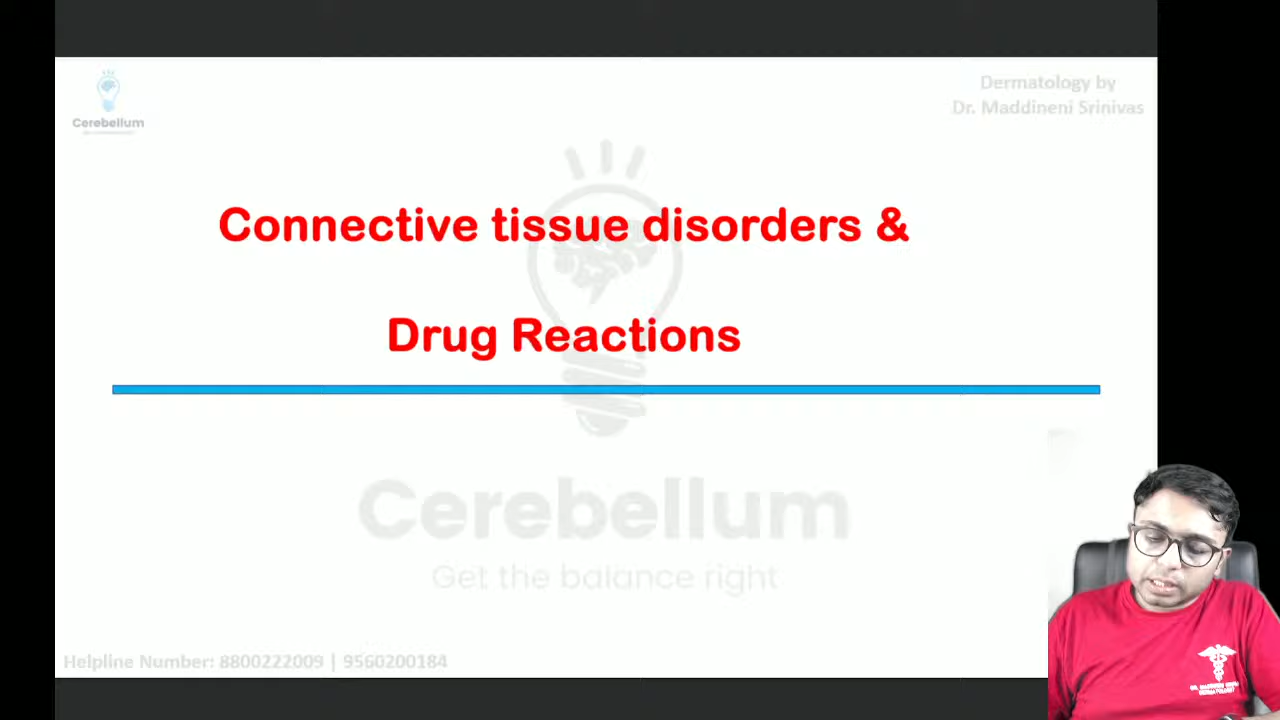 Cerebellum
Dermatology by
Dr. Maddineni Srinivas
Connective tissue disorders &
Drug Reactions
Cerebellum
Get the balance right
Helpline Number: 8800222009 | 9560200184